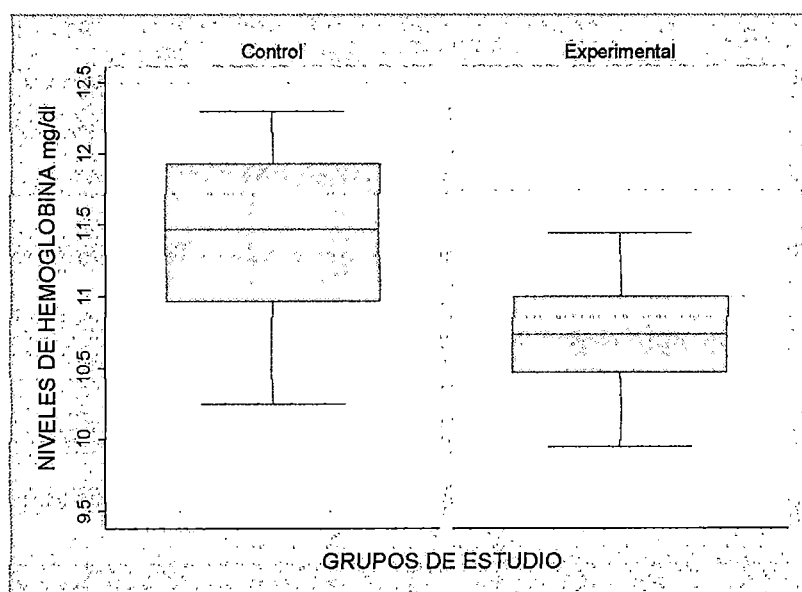 Control Experimental
NIVELES DE HEMOGLOBINA mg/dl
12.5
12
11.5
11
10.5
10
9.5
GRUPOS DE ESTUDIO